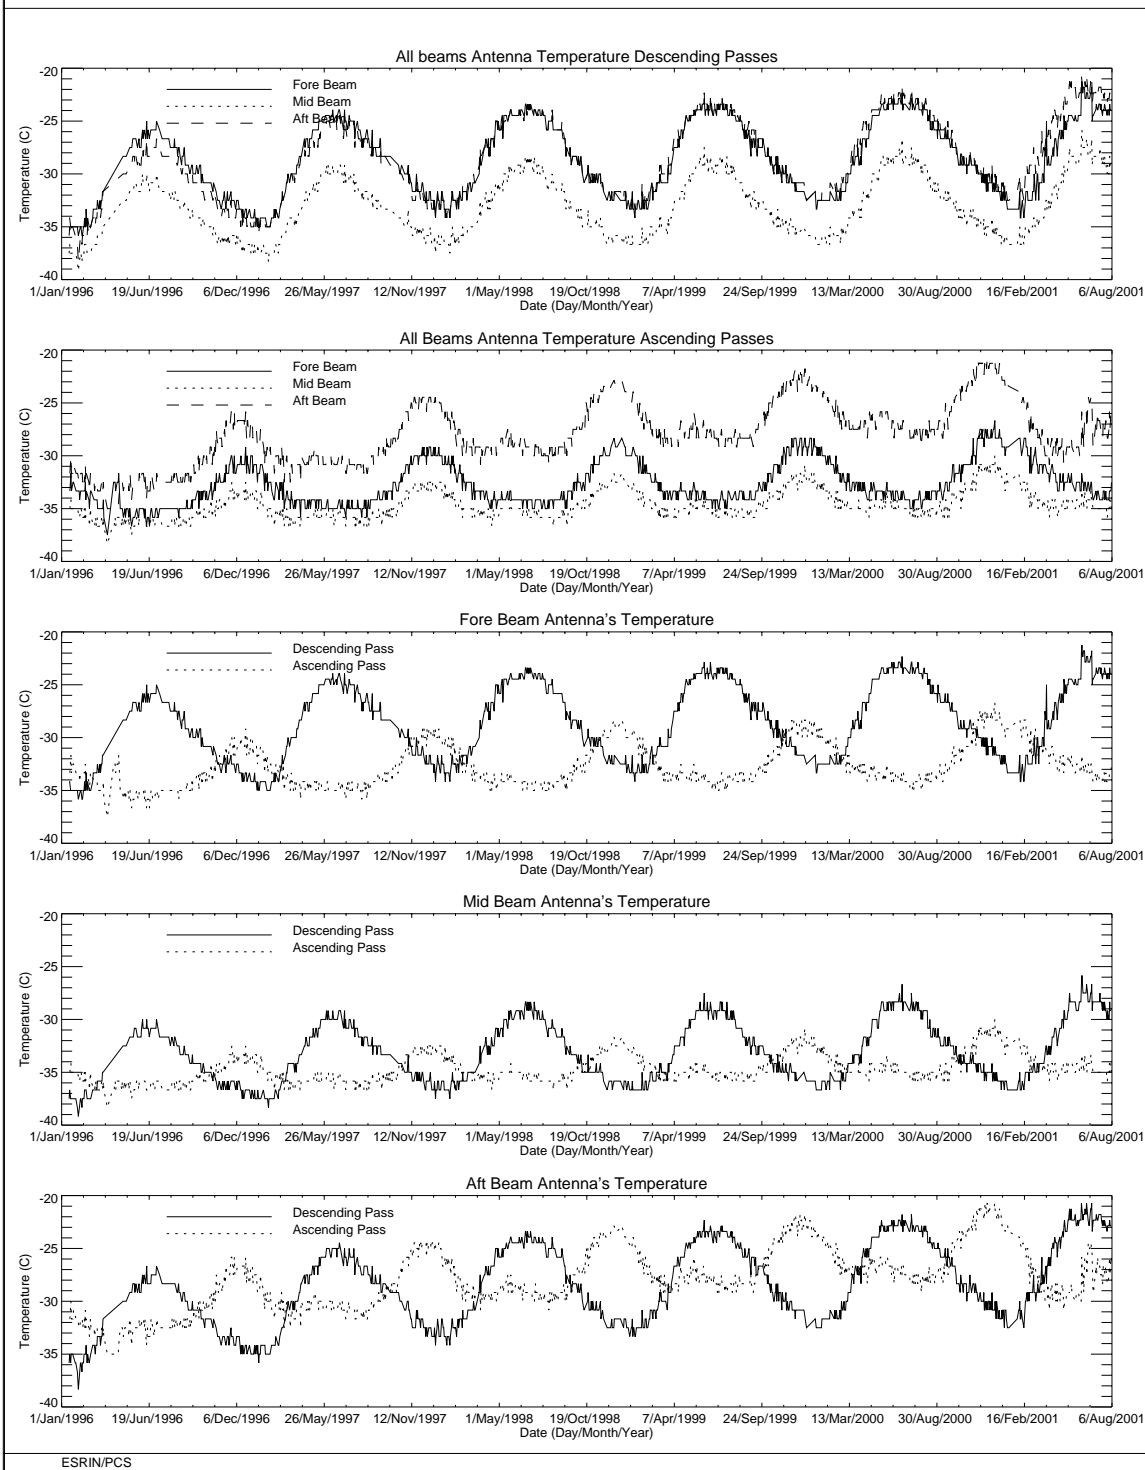 All beams Antenna Temperature Descending Passes
-20
-25
-30
-35
-40
Temperature (C)
Fore Beam
Mid Beam
Aft Beam
1/Jan/1996 19/Jun/1996 6/Dec/1996 26/May/1997 12/Nov/1997 1/May/1998 19/Oct/1998 7/Apr/1999 24/Sep/1999 13/Mar/2000 30/Aug/2000 16/Feb/2001 6/Aug/2001
Date (Day/Month/Year)
All Beams Antenna Temperature Ascending Passes
-20
-25
-30
-35
-40
Temperature (C)
Fore Beam
Mid Beam
Aft Beam
1/Jan/1996 19/Jun/1996 6/Dec/1996 26/May/1997 12/Nov/1997 1/May/1998 19/Oct/1998 7/Apr/1999 24/Sep/1999 13/Mar/2000 30/Aug/2000 16/Feb/2001 6/Aug/2001
Date (Day/Month/Year)
Fore Beam Antenna's Temperature
-20
-25
-30
-35
-40
Temperature (C)
Descending Pass
Ascending Pass
1/Jan/1996 19/Jun/1996 6/Dec/1996 26/May/1997 12/Nov/1997 1/May/1998 19/Oct/1998 7/Apr/1999 24/Sep/1999 13/Mar/2000 30/Aug/2000 16/Feb/2001 6/Aug/2001
Date (Day/Month/Year)
Mid Beam Antenna's Temperature
-20
-25
-30
-35
-40
Temperature (C)
Descending Pass
Ascending Pass
1/Jan/1996 19/Jun/1996 6/Dec/1996 26/May/1997 12/Nov/1997 1/May/1998 19/Oct/1998 7/Apr/1999 24/Sep/1999 13/Mar/2000 30/Aug/2000 16/Feb/2001 6/Aug/2001
Date (Day/Month/Year)
Aft Beam Antenna's Temperature
-20
-25
-30
-35
-40
Temperature (C)
Descending Pass
Ascending Pass
1/Jan/1996 19/Jun/1996 6/Dec/1996 26/May/1997 12/Nov/1997 1/May/1998 19/Oct/1998 7/Apr/1999 24/Sep/1999 13/Mar/2000 30/Aug/2000 16/Feb/2001 6/Aug/2001
Date (Day/Month/Year)
ESRIN/PCS